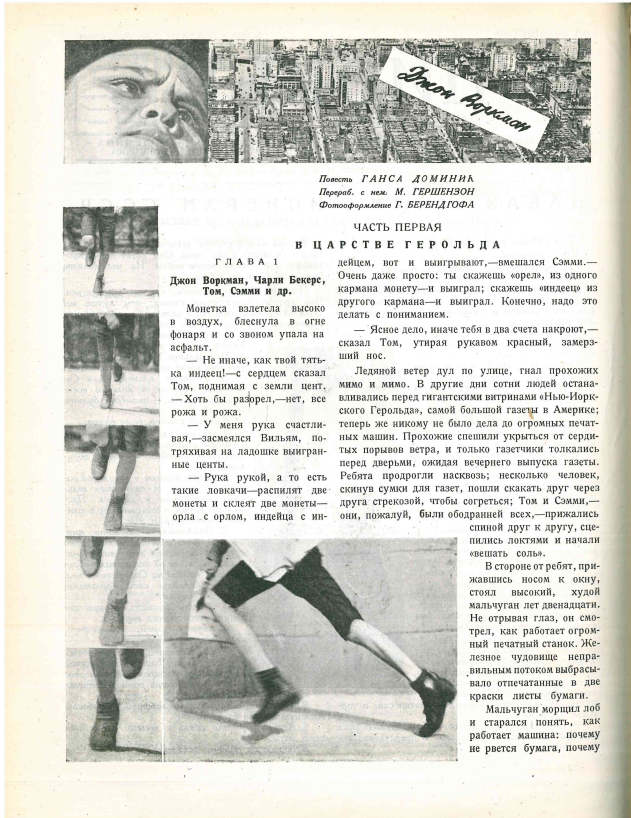 Джон Воркман
Повесть ГАНСА ДОМИНИК
Перераб. с нем. М. ГЕРШЕНЗОН
Фотооформление Г. БЕРЕНДГОФА
ЧАСТЬ ПЕРВАЯ
В ЦАРСТВЕ ГЕРОЛЬДА
ГЛАВА 1
Джон Воркман, Чарли Бекерс,
Том, Сэмми и др.
Монетка взлетела высоко
в воздух, блеснула в огне
фонаря и со звоном упала на
асфальт.
— Не иначе, как твой тять-
ка индеец!—с сердцем сказал
Том, поднимая с земли цент.
— Хоть бы разорел,—нет, все
рожа и рожа.
— У меня рука счастли-
вая,—засмеялся Вильям, по-
тряхивая на ладошке выигран-
ные центы.
— Рука рукой, а то есть
такие ловкачи—распилят две
монеты и склеят две монеты—
орла с орлом, индейца с ин-
дейцем, вот и выигрывают,—вмешался Сэмми.—
Очень даже просто: ты скажешь «орел», из одного
кармана монету—и выиграл; скажешь «индеец» из
другого кармана—и выиграл. Конечно, надо это
делать с пониманием.
— Ясное дело, иначе тебя в два счета накроют,—
сказал Том, утирая рукавом красный, замерз-
ший нос.
Ледяной ветер дул по улице, гнал прохожих
мимо и мимо. В другие дни сотни людей остана-
вливались перед гигантскими витринами «Нью-Иорк-
ского Герольда», самой большой газеты в Америке;
теперь же никому не было дела до огромных печат-
ных машин. Прохожие спешили укрыться от серди-
тых порывов ветра, и только газетчики толкались
перед дверьми, ожидая вечернего выпуска газеты.
Ребята продрогли насквозь; несколько человек,
скинув сумки для газет, пошли скакать друг через
друга стрекозой, чтобы согреться; Том и Сэмми,—
они, пожалуй, были ободранней всех,—прижались
спиной друг к другу, сце-
пились локтями и начали
«вешать соль».
В стороне от ребят, при-
жавшись носом к окну,
стоял высокий, худой
мальчуган лет двенадцати.
Не отрывая глаз, он смо-
трел, как работает огром-
ный печатный станок. Же-
лезное чудовище непра-
вильным потоком выбрасы-
вало отпечатанные в две
краски листы бумаги.
Мальчуган морщил лоб
и старался понять, как
работает машина: почему
не рвется бумага, почему